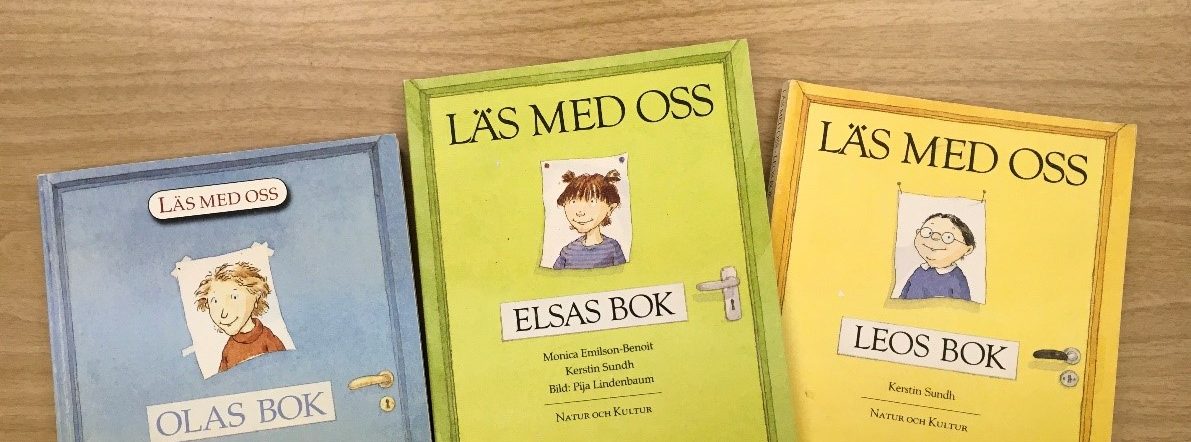 LÄS MED OSS
OLAS BOK
LÄS MED OSS
ELSAS BOK
Monica Emilson-Benoit
Kerstin Sundh
Bild: Pija Lindenbaum
NATUR OCH KULTUR
LÄS MED OSS
LEOS BOK
Kerstin Sundh
NATUR OCH KULTUR